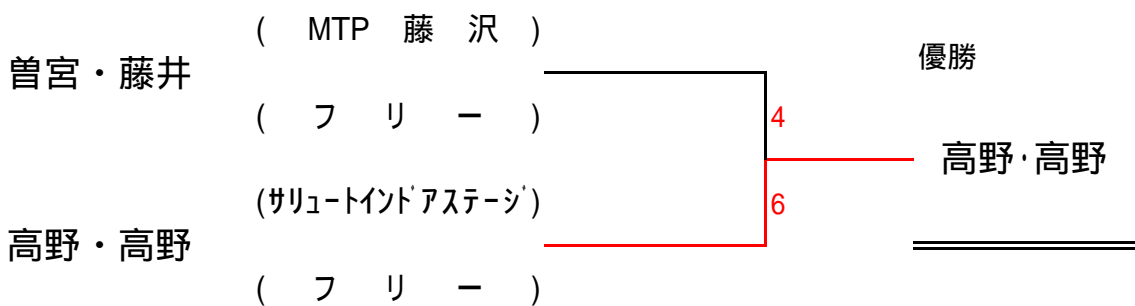 ( MTP 藤 沢 )
曽宮・藤井
優勝
( フ リ ー )
4
高野・高野
(ｻﾘｭｰﾄｲﾝﾄﾞｱｽﾃｰｼﾞ)
6
高野・高野
( フ リ ー )